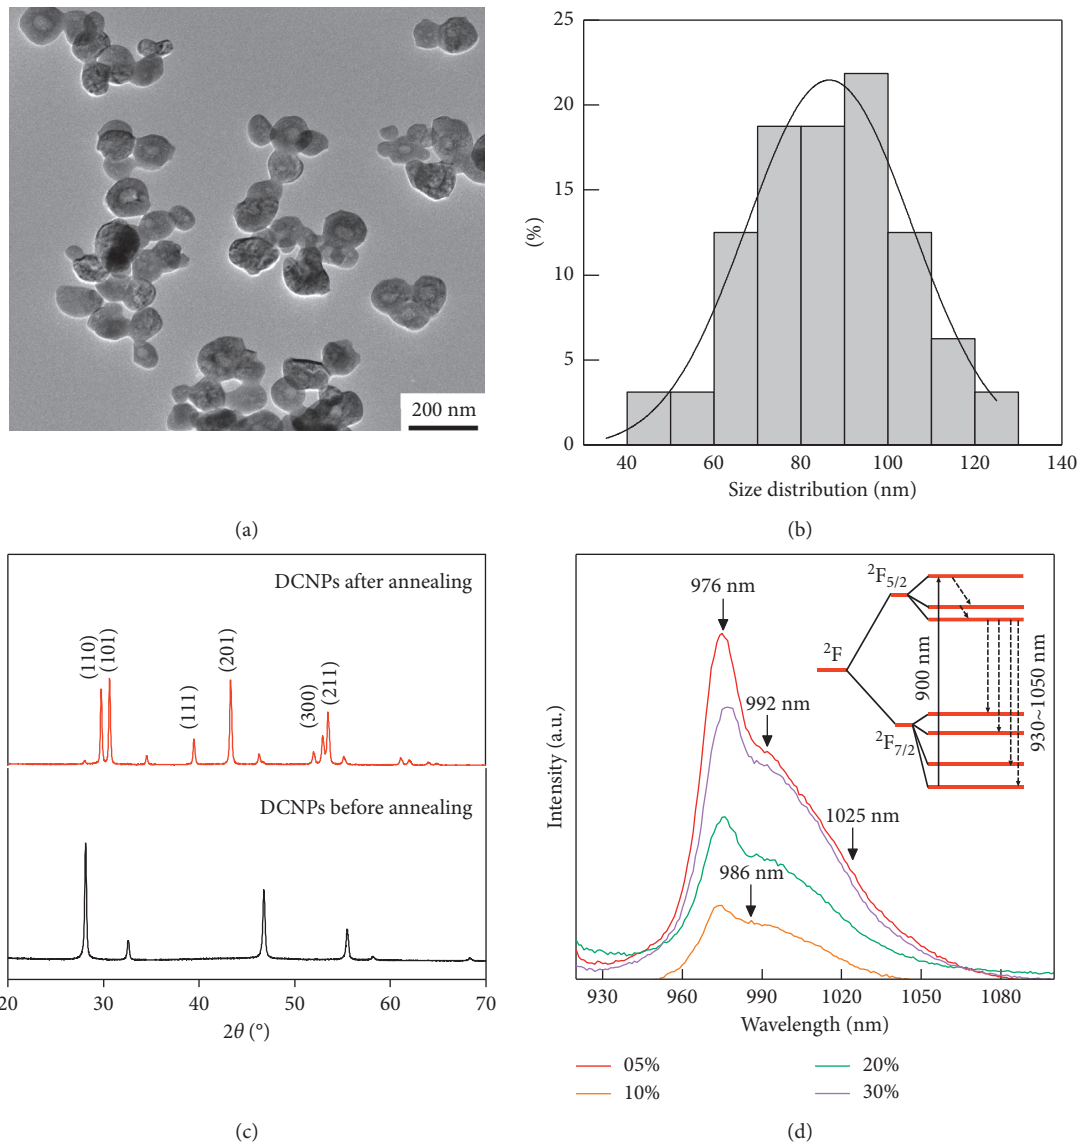 200 nm
(a)
25
20
15
10
5
0
(%)
40
60
80
100
120
140
Size distribution (nm)
(b)
DCNPs after annealing
(110)
(101)
(111)
(201)
(300)
(211)
DCNPs before annealing
20
30
40
50
60
70
2θ (°)
(c)
976 nm
992 nm
1025 nm
986 nm
²F
²F5/2
²F7/2
900 nm
930~1050 nm
Intensity (a.u.)
930
960
990
1020
1050
1080
Wavelength (nm)
05%
10%
20%
30%
(d)